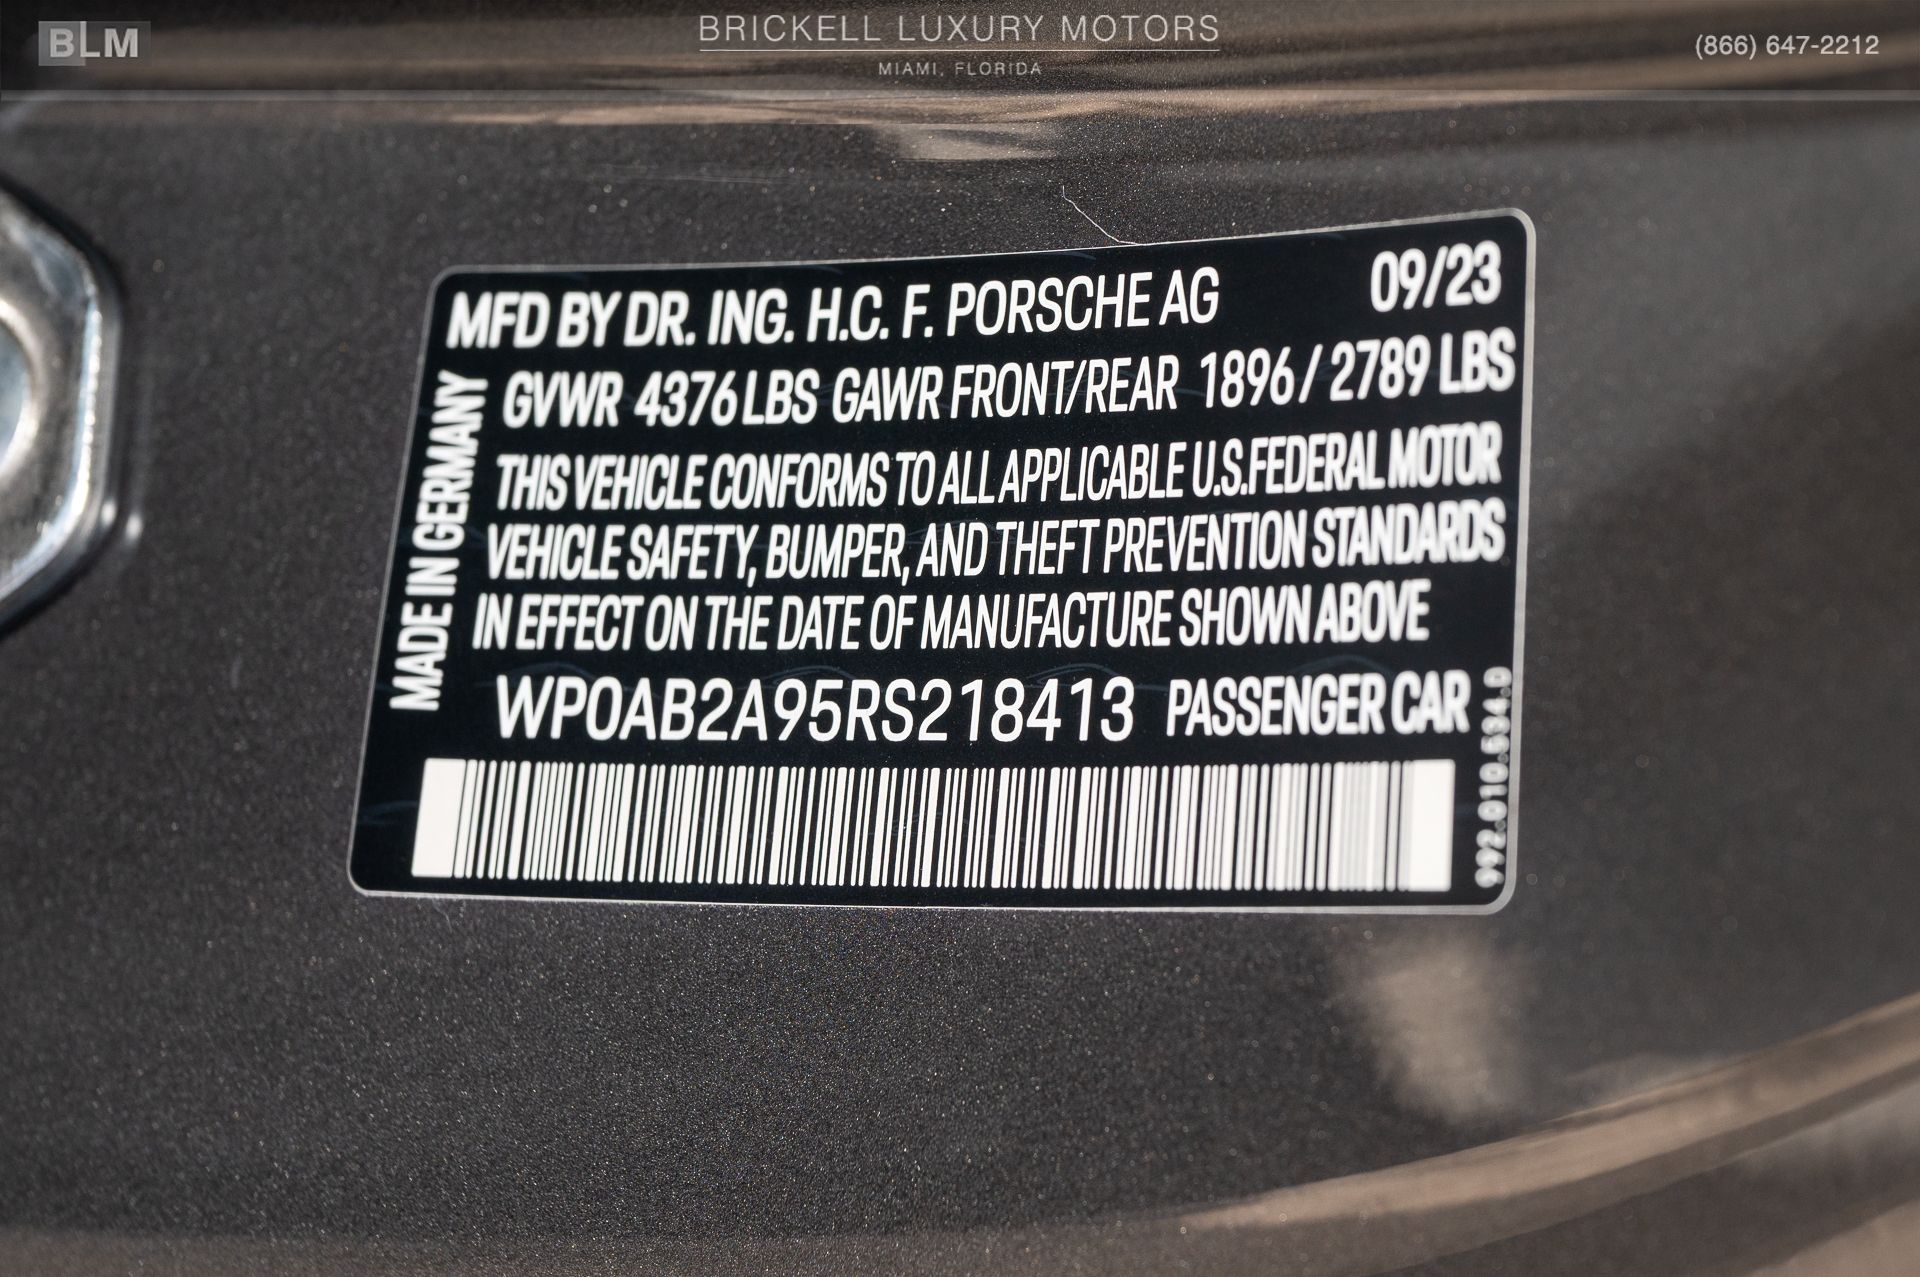 BLM
BRICKELL LUXURY MOTORS
MIAMI, FLORIDA
(866) 647-2212
MFD BY DR. ING. H.C. F. PORSCHE AG 09/23
GVWR 4376 LBS GAWR FRONT/REAR 1896 / 2789 LBS
THIS VEHICLE CONFORMS TO ALL APPLICABLE U.S. FEDERAL MOTOR
VEHICLE SAFETY, BUMPER, AND THEFT PREVENTION STANDARDS
IN EFFECT ON THE DATE OF MANUFACTURE SHOWN ABOVE
WP0AB2A95RS218413 PASSENGER CAR
MADE IN GERMANY
992.010.534.D